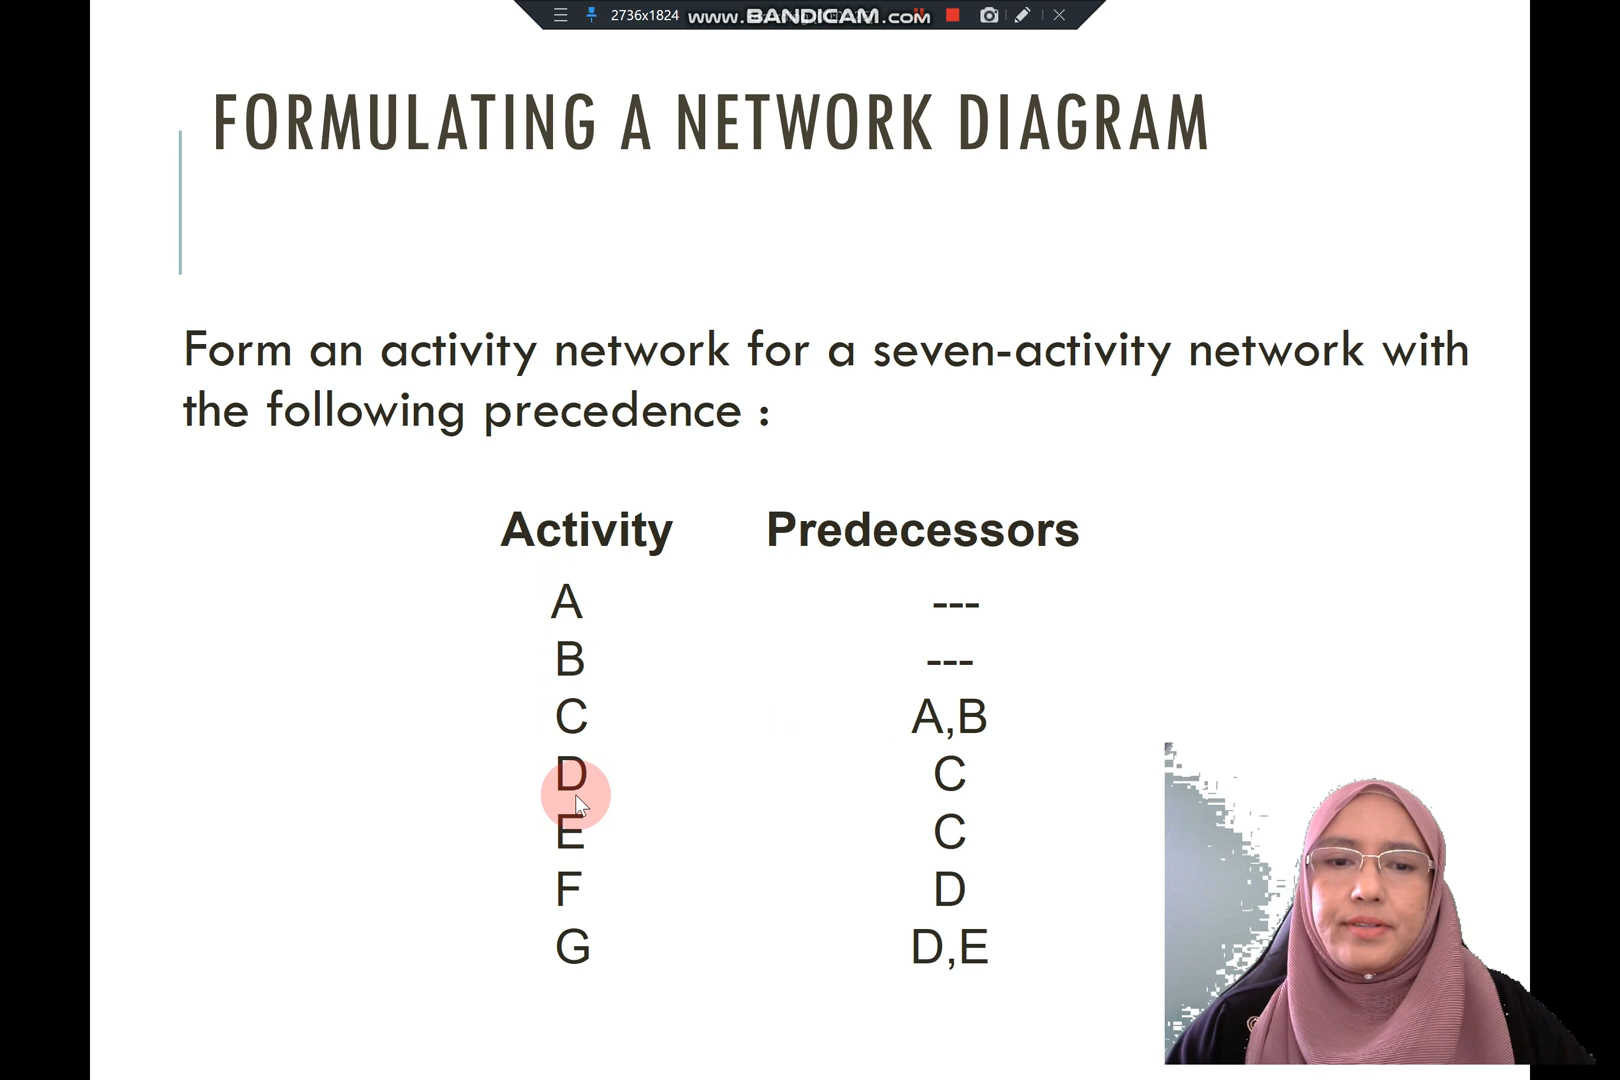 2736x1824 www.BANDICAM.com
FORMULATING A NETWORK DIAGRAM
Form an activity network for a seven-activity network with
the following precedence :
Activity Predecessors
A ---
B ---
C A,B
D C
E C
F D
G D,E